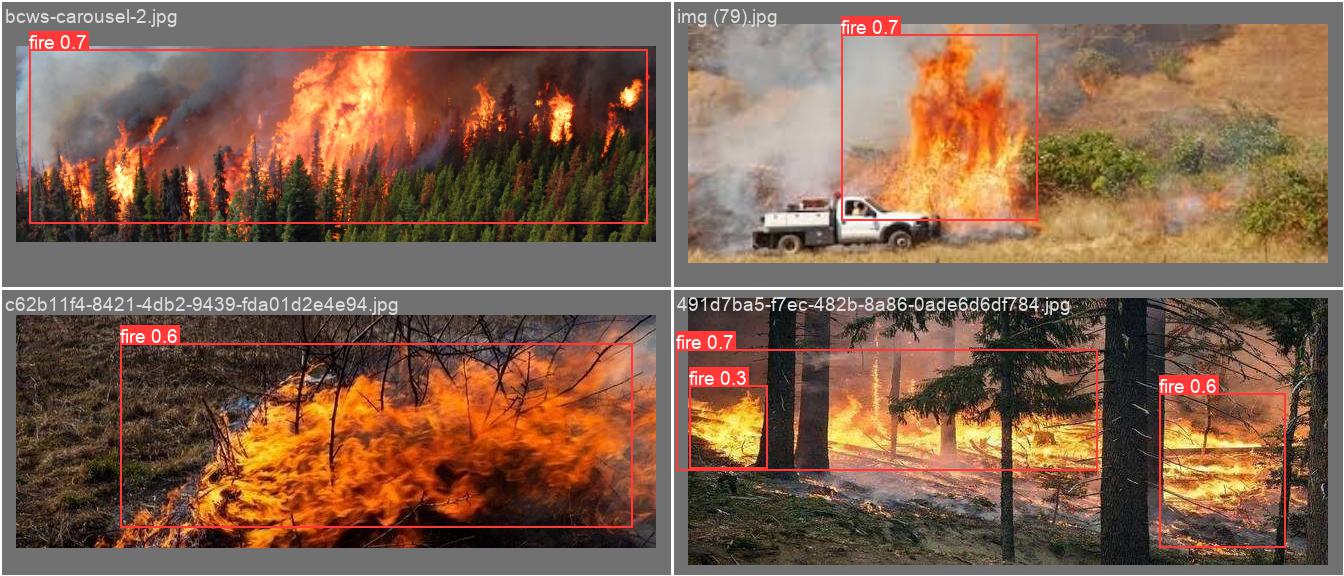 bcws-carousel-2.jpg
fire 0.7
img (79).jpg
fire 0.7
c62b11f4-8421-4db2-9439-fda01d2e4e94.jpg
fire 0.6
491d7ba5-f7ec-482b-8a86-0ade6d6df784.jpg
fire 0.7
fire 0.3
fire 0.6